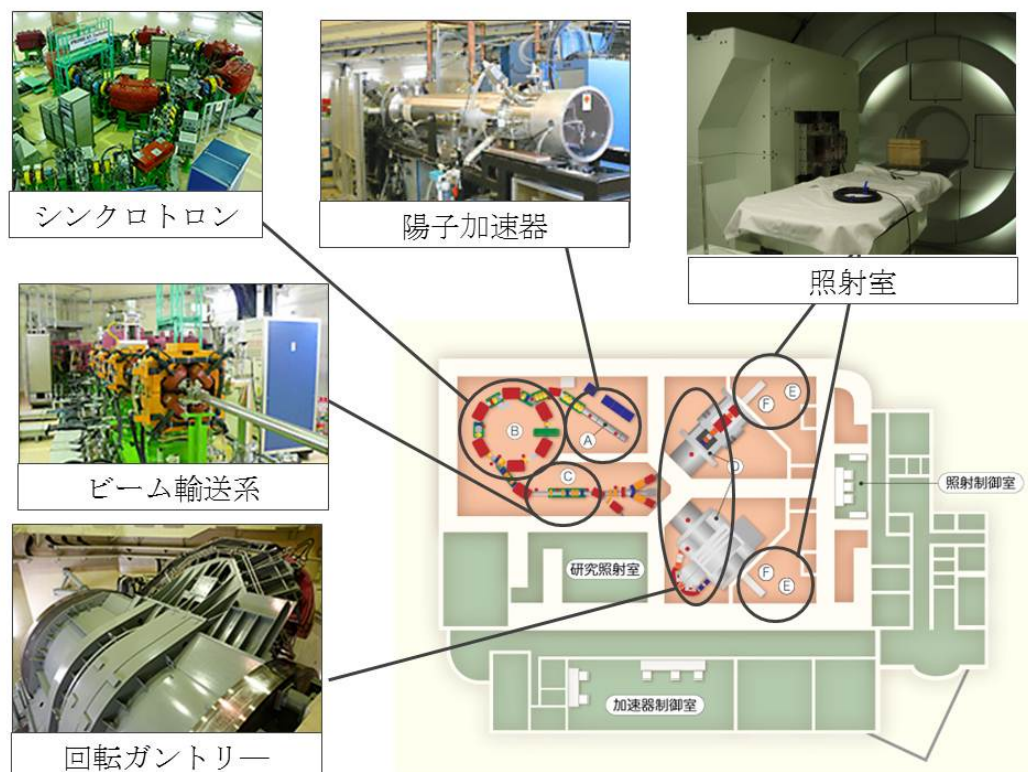 シンクロトロン
陽子加速器
照射室
ビーム輸送系
回転ガントリー
A
B
C
D
E
F
F
E
照射制御室
研究照射室
加速器制御室